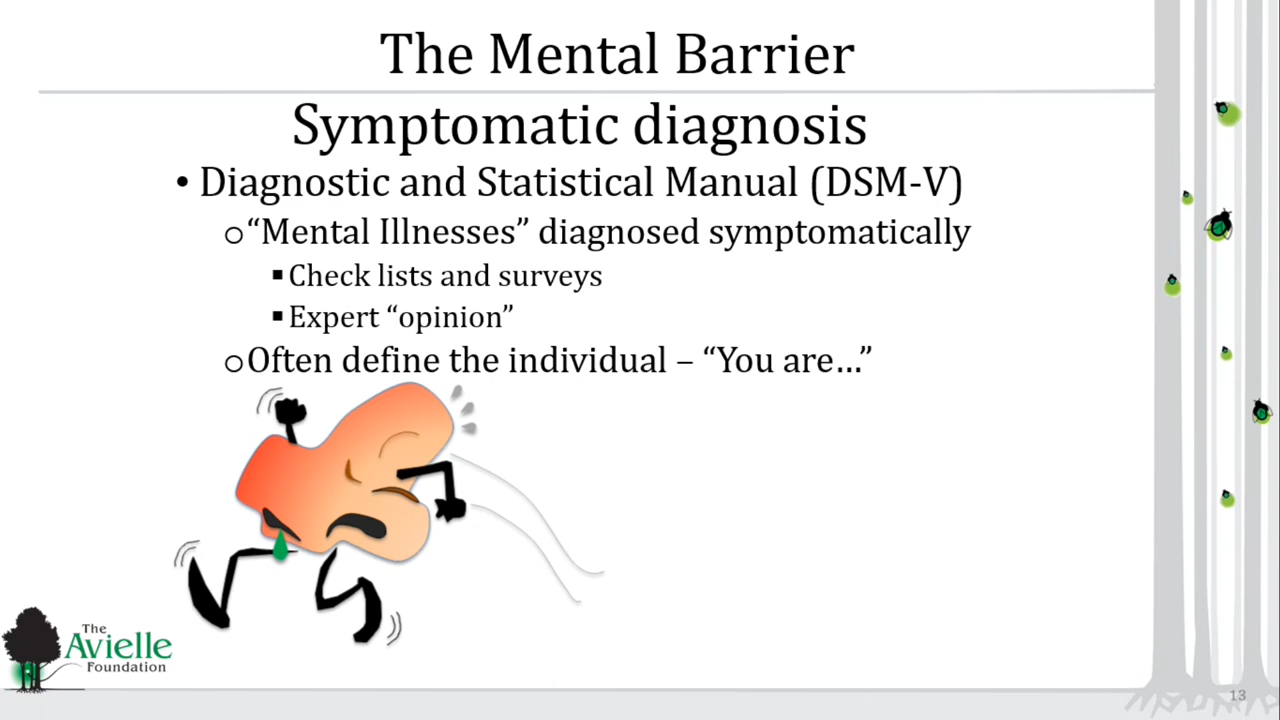 The Mental Barrier
Symptomatic diagnosis
• Diagnostic and Statistical Manual (DSM-V)
o“Mental Illnesses” diagnosed symptomatically
▪Check lists and surveys
▪Expert “opinion”
oOften define the individual – “You are…”
The
Avielle
Foundation
13